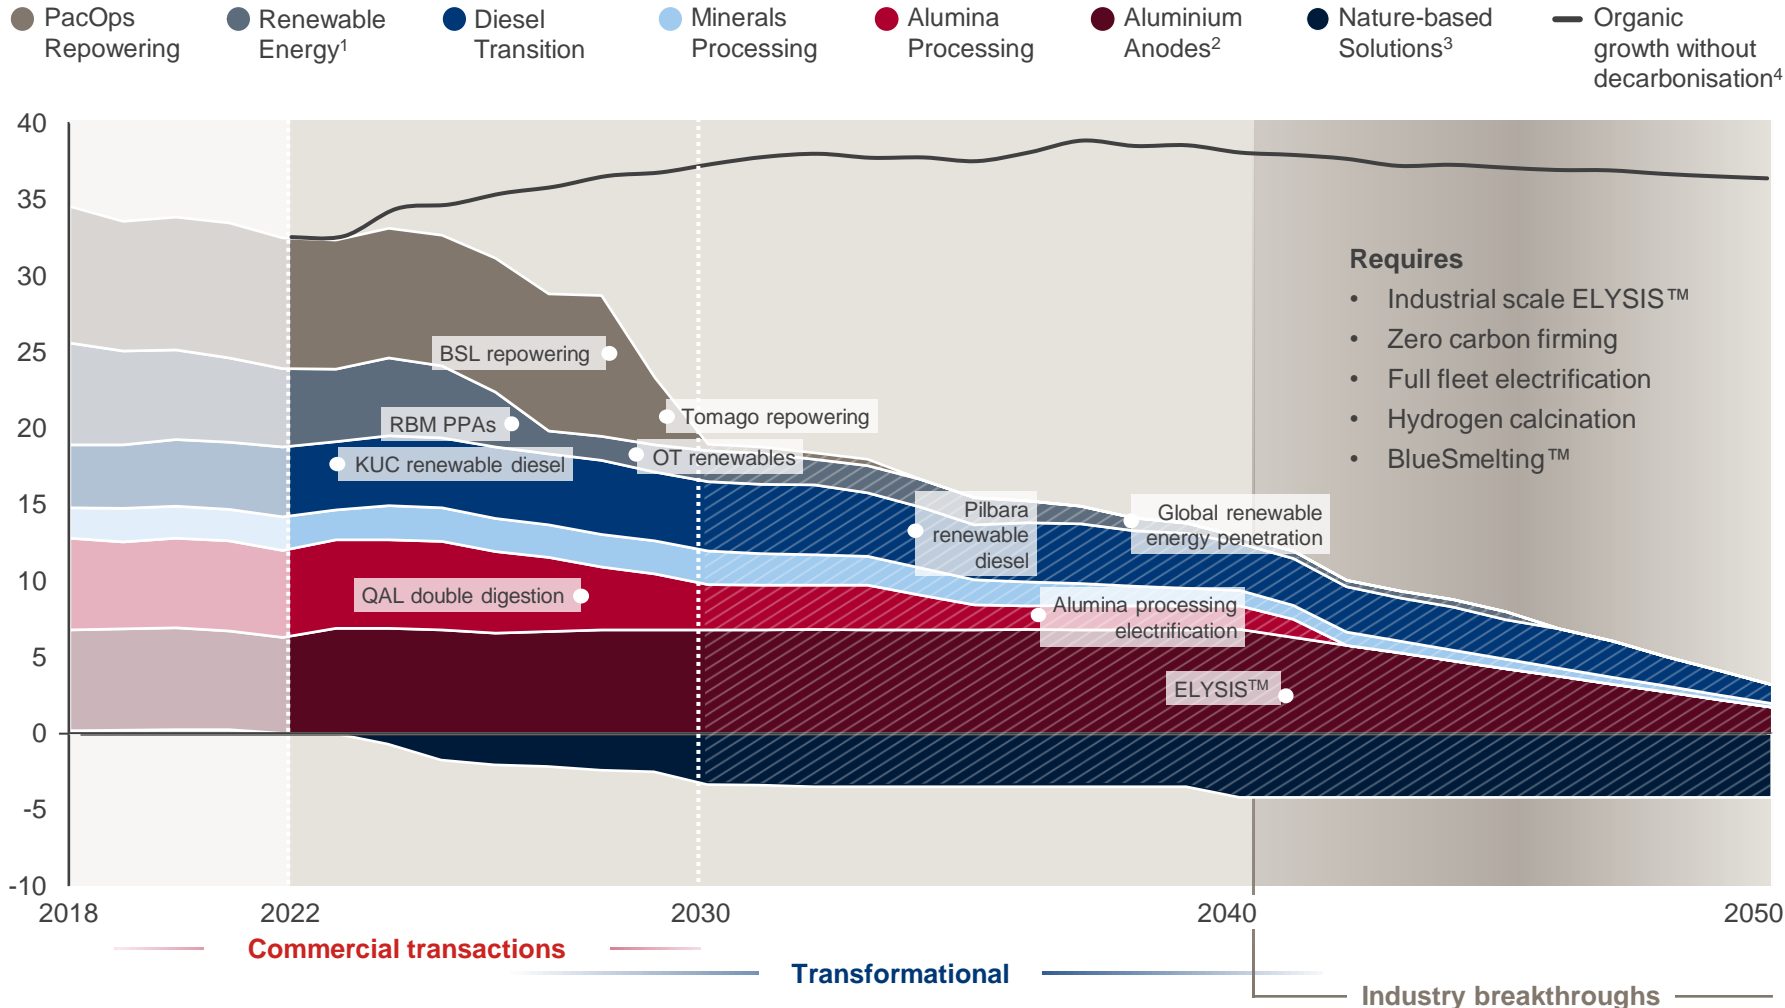 PacOps
Repowering
Renewable
Energy¹
Diesel
Transition
Minerals
Processing
Alumina
Processing
Aluminium
Anodes²
Nature-based
Solutions³
Organic
growth without
decarbonisation⁴
40
35
30
25
20
15
10
5
0
-5
-10
BSL repowering
Tomago repowering
RBM PPAs
OT renewables
KUC renewable diesel
Pilbara
renewable
diesel
Global renewable
energy penetration
QAL double digestion
Alumina processing
electrification
ELYSIS™
Requires
• Industrial scale ELYSIS™
• Zero carbon firming
• Full fleet electrification
• Hydrogen calcination
• BlueSmelting™
2018
2022
2030
2040
2050
Commercial transactions
Transformational
Industry breakthroughs